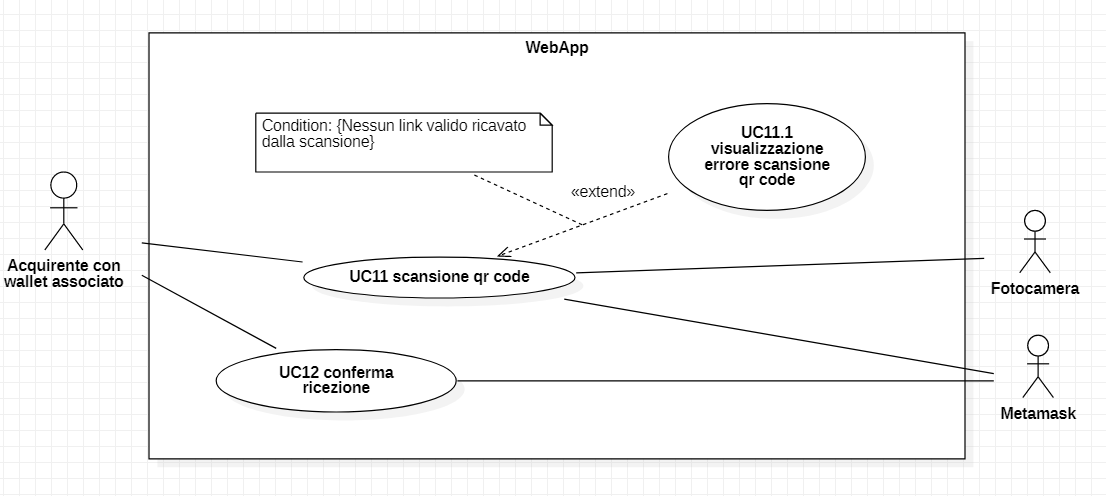 WebApp
Condition: {Nessun link valido ricavato
dalla scansione}
UC11.1
visualizzazione
errore scansione
qr code
«extend»
Acquirente con
wallet associato
UC11 scansione qr code
Fotocamera
UC12 conferma
ricezione
Metamask